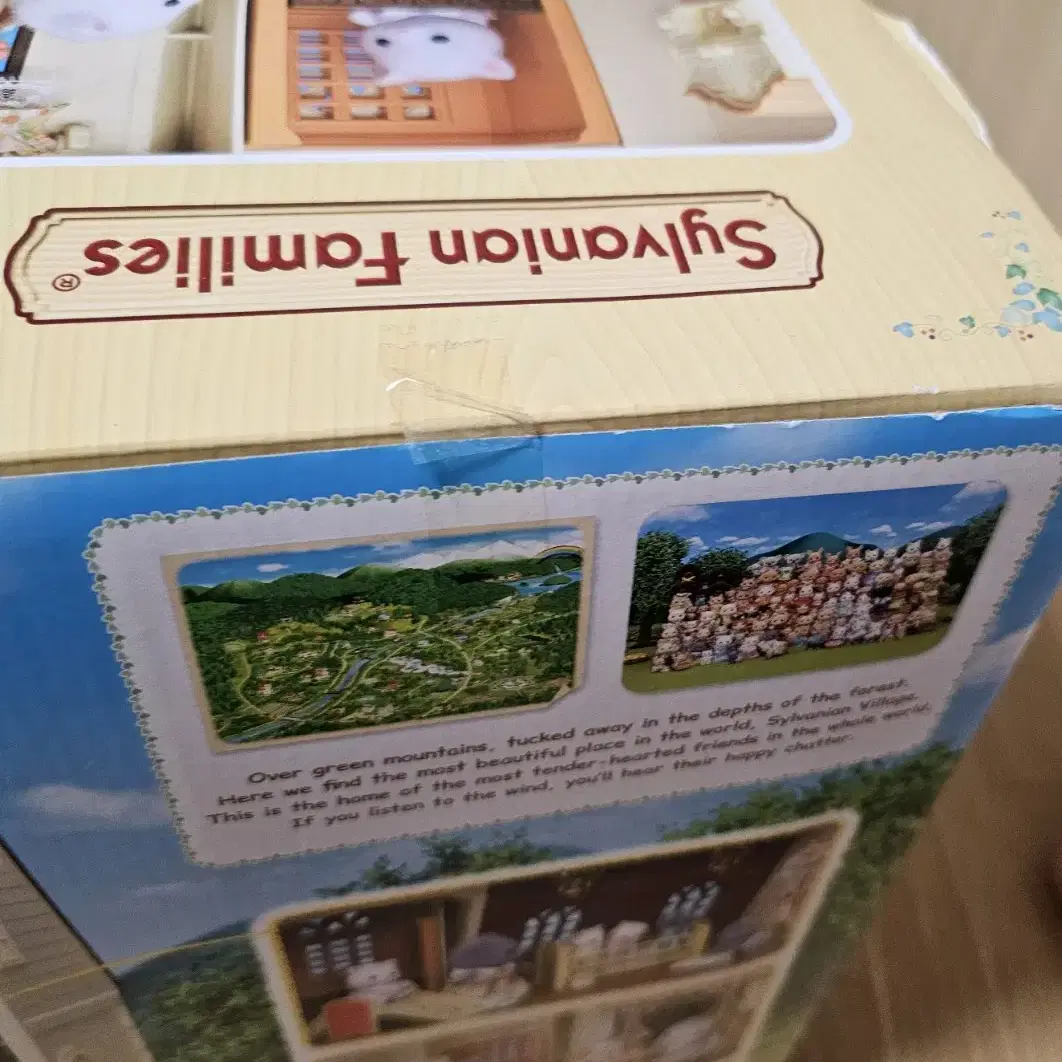 Sylvanian Families®
Over green mountains, tucked away in the depths of the forest.
Here we find the most beautiful place in the world, Sylvanian Village.
This is the home of the most tender-hearted friends in the whole world.
If you listen to the wind, you'll hear their happy chatter.